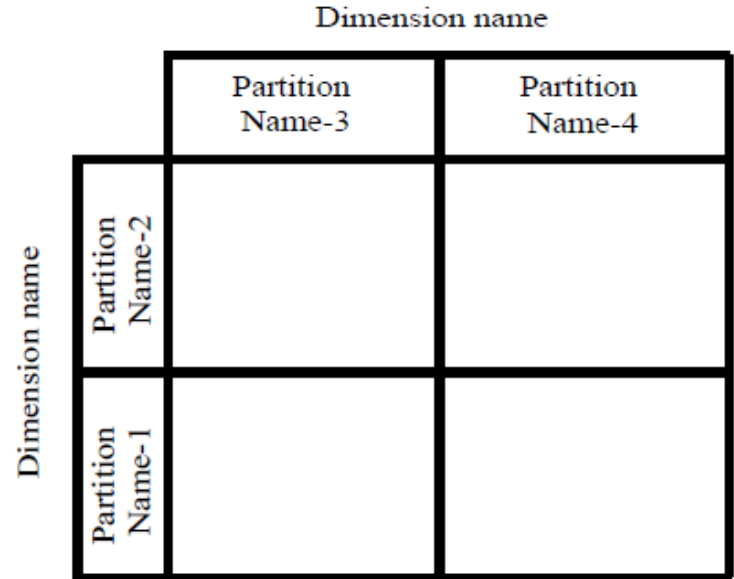 Dimension name
Partition
Name-3
Partition
Name-4
Dimension name
Partition
Name-2
Partition
Name-1